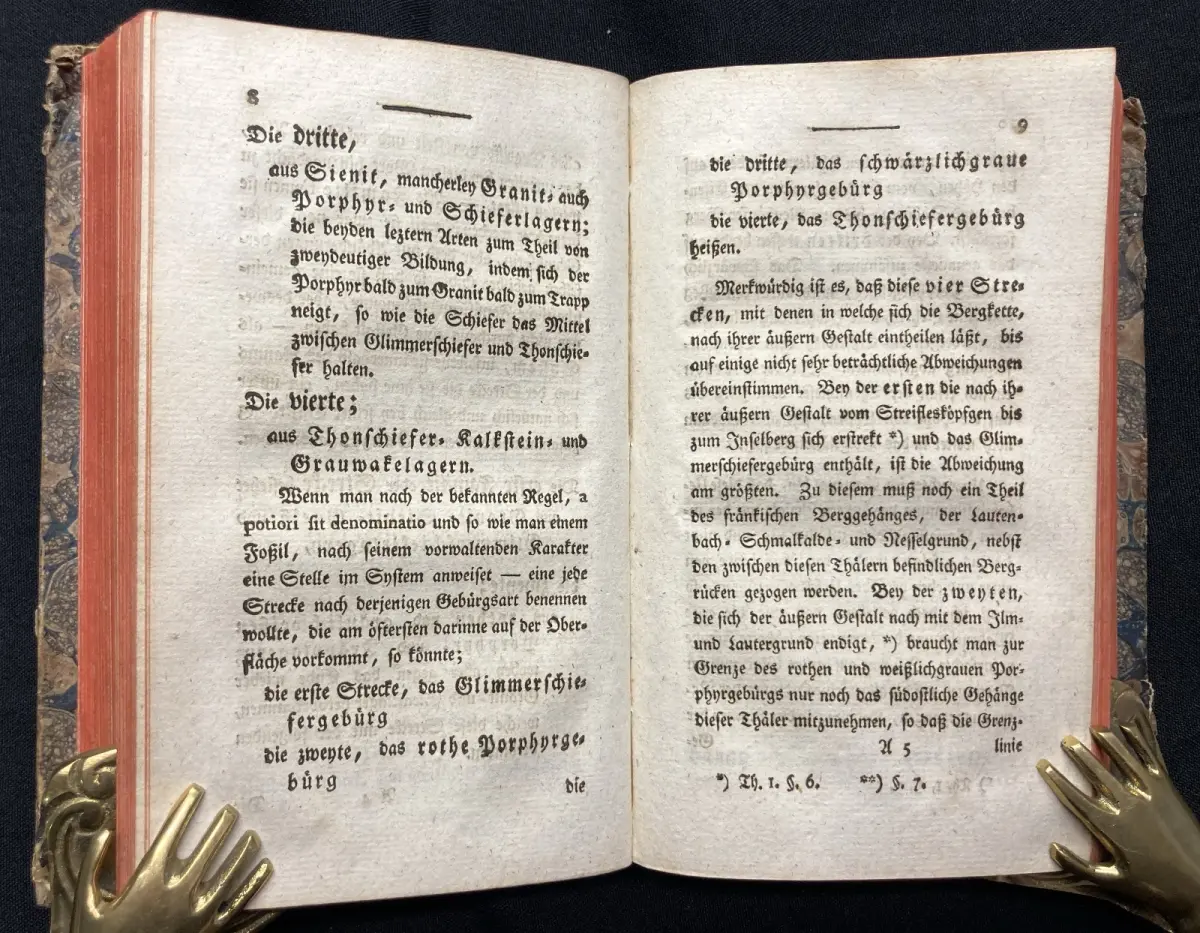 8
Die dritte,
aus Sienit, mancherley Granit- auch
Porphyr- und Schieferlagern;
die beyden leztern Arten zum Theil von
zweydeutiger Bildung, indem sich der
Porphyr bald zum Granit bald zum Trapp
neigt, so wie die Schiefer das Mittel
zwischen Glimmerschiefer und Thonschie-
fer halten.
Die vierte;
aus Thonschiefer- Kalkstein- und
Grauwakelagern.
Wenn man nach der bekannten Regel, a
potiori fit denominatio und so wie man einem
Foßil, nach seinem vorwaltenden Karakter
eine Stelle im System anweiset — eine jede
Strecke nach derjenigen Gebürgsart benennen
wollte, die am öftersten darinne auf der Ober-
fläche vorkommt, so könnte;
die erste Strecke, das Glimmerschie-
fergebürg
die zweyte, das rothe Porphyrge-
bürg
die
9
die dritte, das schwärzlichgraue
Porphyrgebürg
die vierte, das Thonschiefergebürg
heißen.
Merkwürdig ist es, daß diese vier Stre-
cken, mit denen in welche sich die Bergkette,
nach ihrer äußern Gestalt eintheilen läßt, bis
auf einige nicht sehr beträchtliche Abweichungen
übereinstimmen. Bey der ersten die nach ih-
rer äußern Gestalt vom Streiflesköpfgen bis
zum Inselberg sich erstrekt *) und das Glim-
merschiefergebürg enthält, ist die Abweichung
am größten. Zu diesem muß noch ein Theil
des fränkischen Berggehänges, der Lauten-
bach- Schmalkalde- und Nesselgrund, nebst
den zwischen diesen Thälern befindlichen Berg-
rücken gezogen werden. Bey der zweyten,
die sich der äußern Gestalt nach mit dem Ilm-
und Lautergrund endigt, *) braucht man zur
Grenze des rothen und weißlichgrauen Por-
phyrgebürgs nur noch das südostliche Gehänge
dieser Thäler mitzunehmen, so daß die Grenz-
A 5 linie
*) Th. 1. §. 6. **) §. 7.